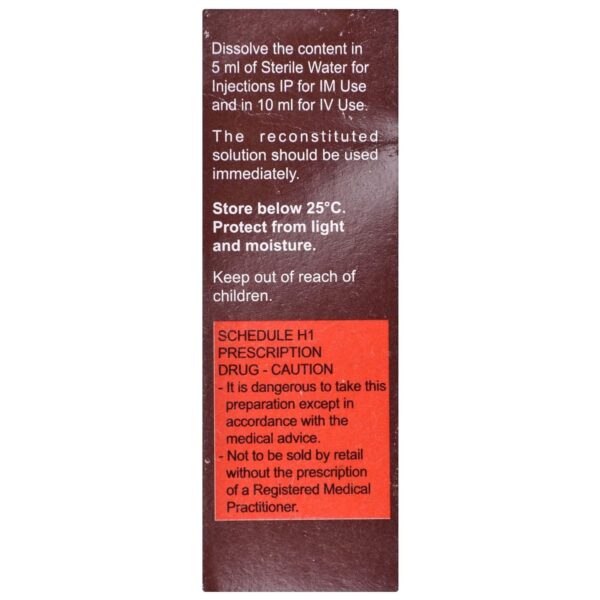 Dissolve the content in
5 ml of Sterile Water for
Injections IP for IM Use
and in 10 ml for IV Use.
The reconstituted
solution should be used
immediately.
Store below 25°C.
Protect from light
and moisture.
Keep out of reach of
children.
SCHEDULE H1
PRESCRIPTION
DRUG - CAUTION
- It is dangerous to take this
preparation except in
accordance with the
medical advice.
- Not to be sold by retail
without the prescription
of a Registered Medical
Practitioner.